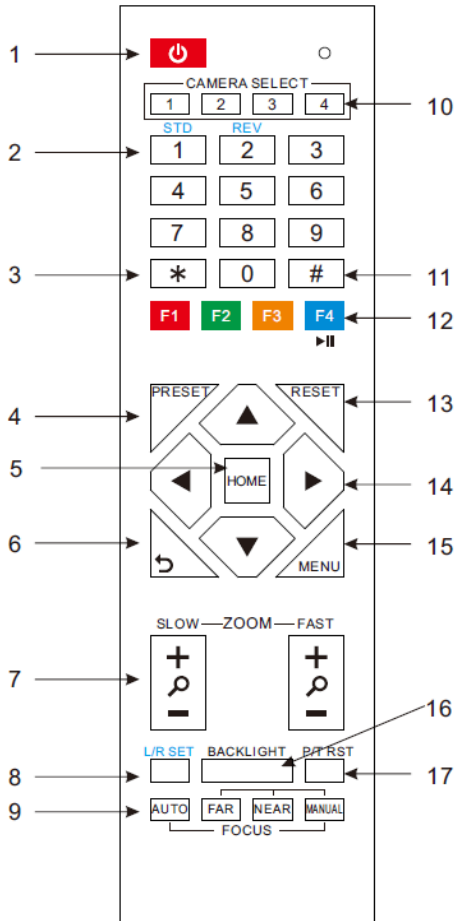 1
CAMERA SELECT
1 2 3 4
10
STD REV
2
1 2 3
4 5 6
7 8 9
3
* 0 #
11
F1 F2 F3 F4
12
PRESET RESET
4
13
5
HOME
14
6
MENU
15
SLOW ZOOM FAST
+ +
7
- -
16
L/R SET BACKLIGHT P/T RST
8
17
9
AUTO FAR NEAR MANUAL
FOCUS